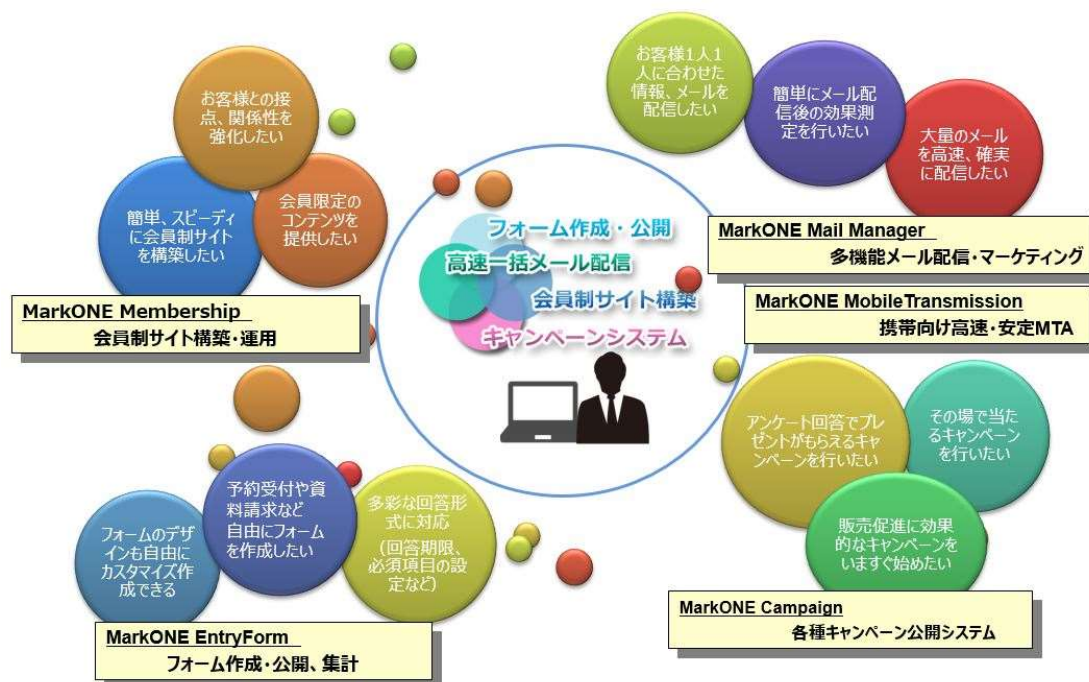 お客様との接
点、関係性を
強化したい
簡単、スピーディ
に会員制サイト
を構築したい
会員限定の
コンテンツを
提供したい
MarkONE Membership
会員制サイト構築・運用
お客様1人1
人に合わせた
情報、メールを
配信したい
簡単にメール配
信後の効果測
定を行いたい
大量のメール
を高速、確実
に配信したい
MarkONE Mail Manager
多機能メール配信・マーケティング
MarkONE MobileTransmission
携帯向け高速・安定MTA
フォーム作成・公開
高速一括メール配信
会員制サイト構築
キャンペーンシステム
フォームのデザ
インも自由に
カスタマイズ作
成できる
予約受付や資
料請求など
自由にフォーム
を作成したい
多彩な回答形
式に対応
(回答期限、
必須項目の設
定など)
MarkONE EntryForm
フォーム作成・公開、集計
アンケート回答でプレ
ゼントがもらえるキャ
ンペーンを行いたい
その場で当た
るキャンペーン
を行いたい
販売促進に効果
的なキャンペーンを
いますぐ始めたい
MarkONE Campaign
各種キャンペーン公開システム